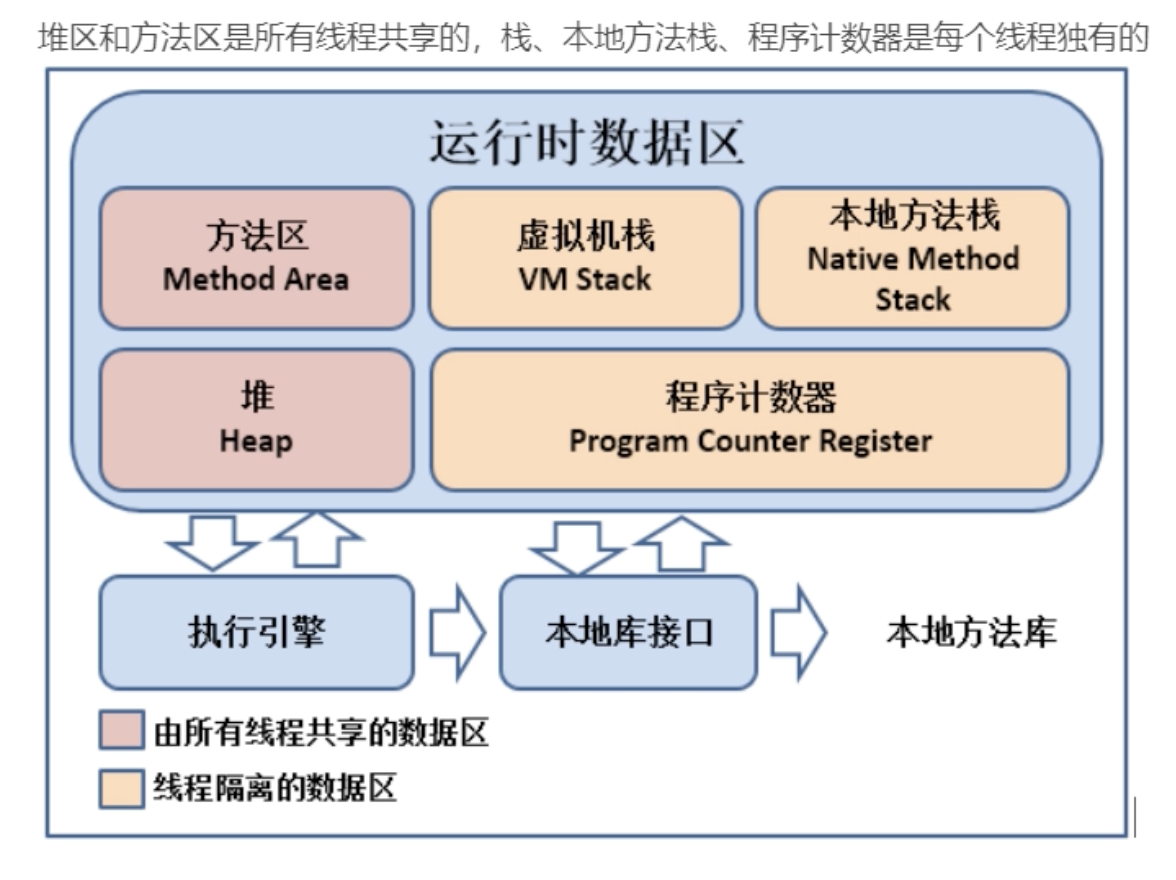 堆区和方法区是所有线程共享的，栈、本地方法栈、程序计数器是每个线程独有的
运行时数据区
方法区
Method Area
虚拟机栈
VM Stack
本地方法栈
Native Method
Stack
堆
Heap
程序计数器
Program Counter Register
执行引擎
本地库接口
本地方法库
由所有线程共享的数据区
线程隔离的数据区